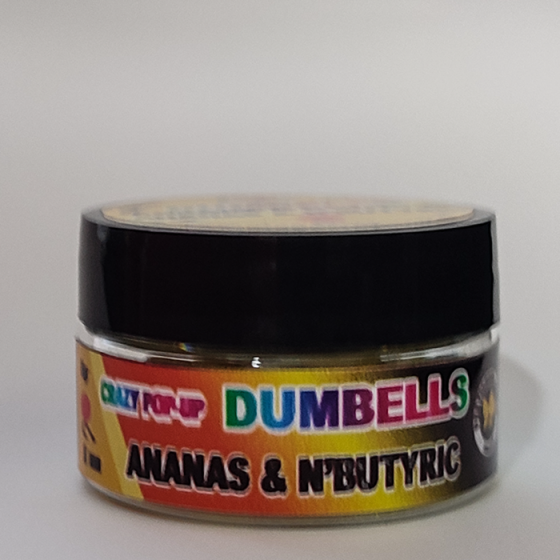 CRAZY POP-UP DUMBELLS
ANANAS & N'BUTYRIC